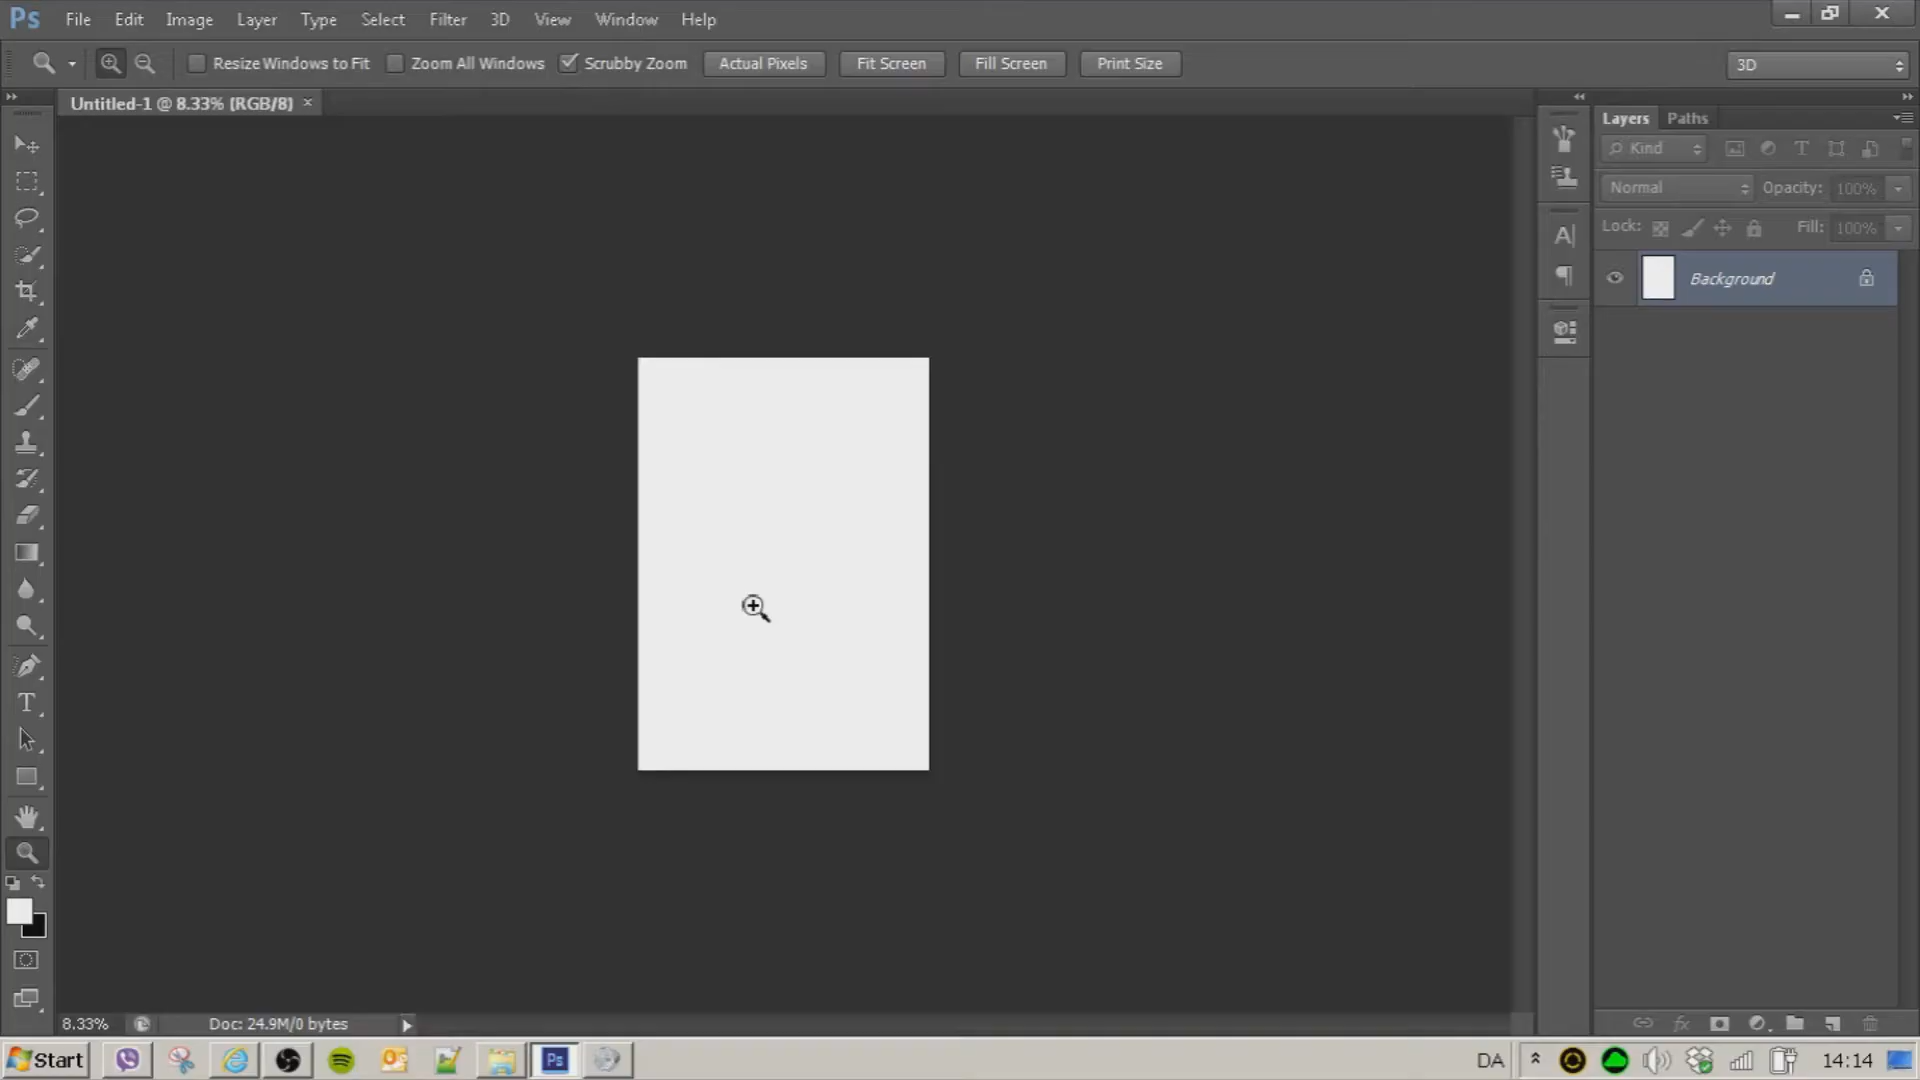 Ps File Edit Image Layer Type Select Filter 3D View Window Help
Resize Windows to Fit Zoom All Windows Scrubby Zoom Actual Pixels Fit Screen Fill Screen Print Size 3D
Untitled-1 @ 8.33% (RGB/8) ×
Layers Paths
Kind
Normal Opacity: 100%
Lock: Fill: 100%
Background
8.33% Doc: 24.9M/0 bytes
Start Ps DA 14:14